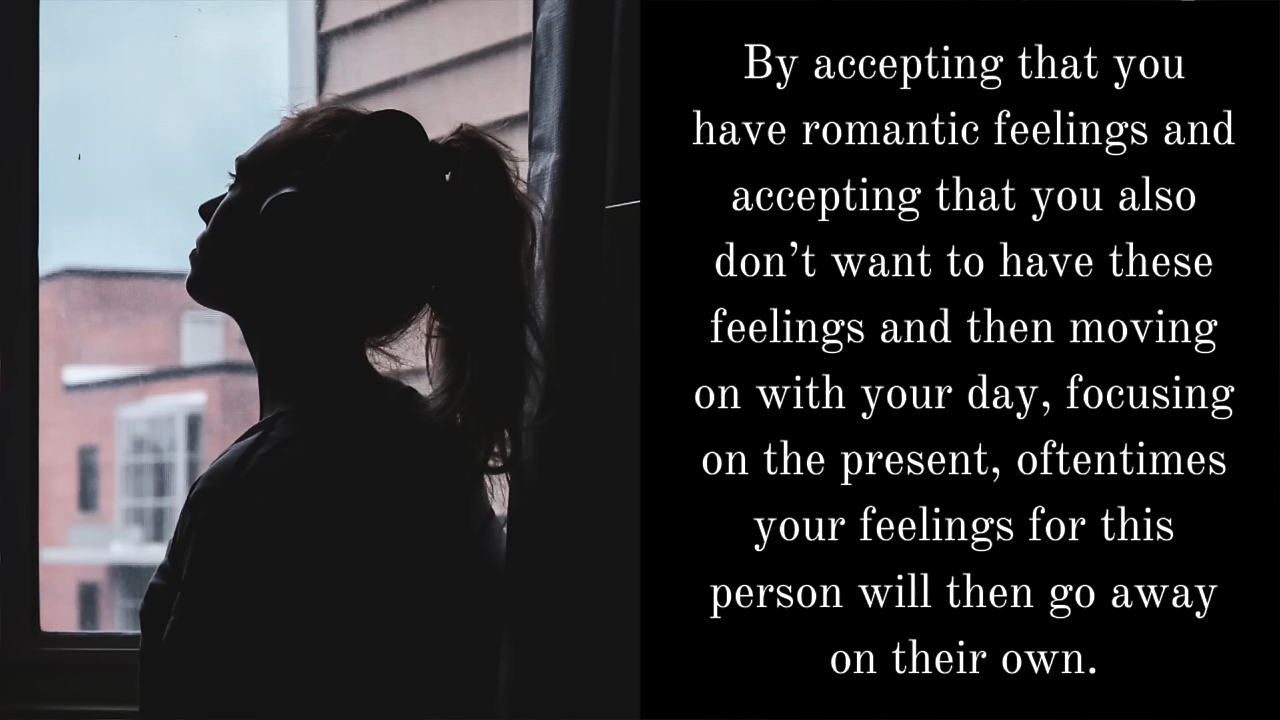 By accepting that you
have romantic feelings and
accepting that you also
don’t want to have these
feelings and then moving
on with your day, focusing
on the present, oftentimes
your feelings for this
person will then go away
on their own.